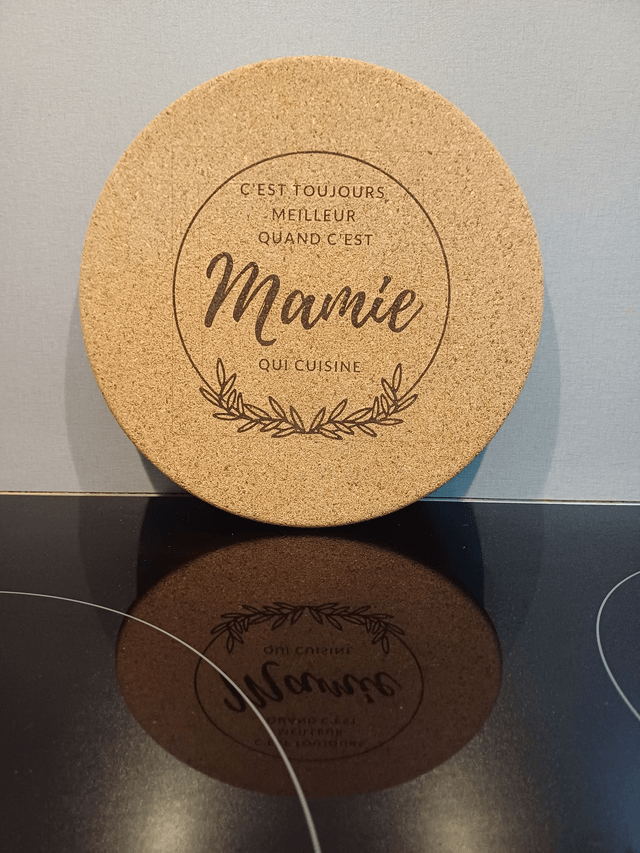 C'EST TOUJOURS
MEILLEUR
QUAND C'EST
Mamie
QUI CUISINE